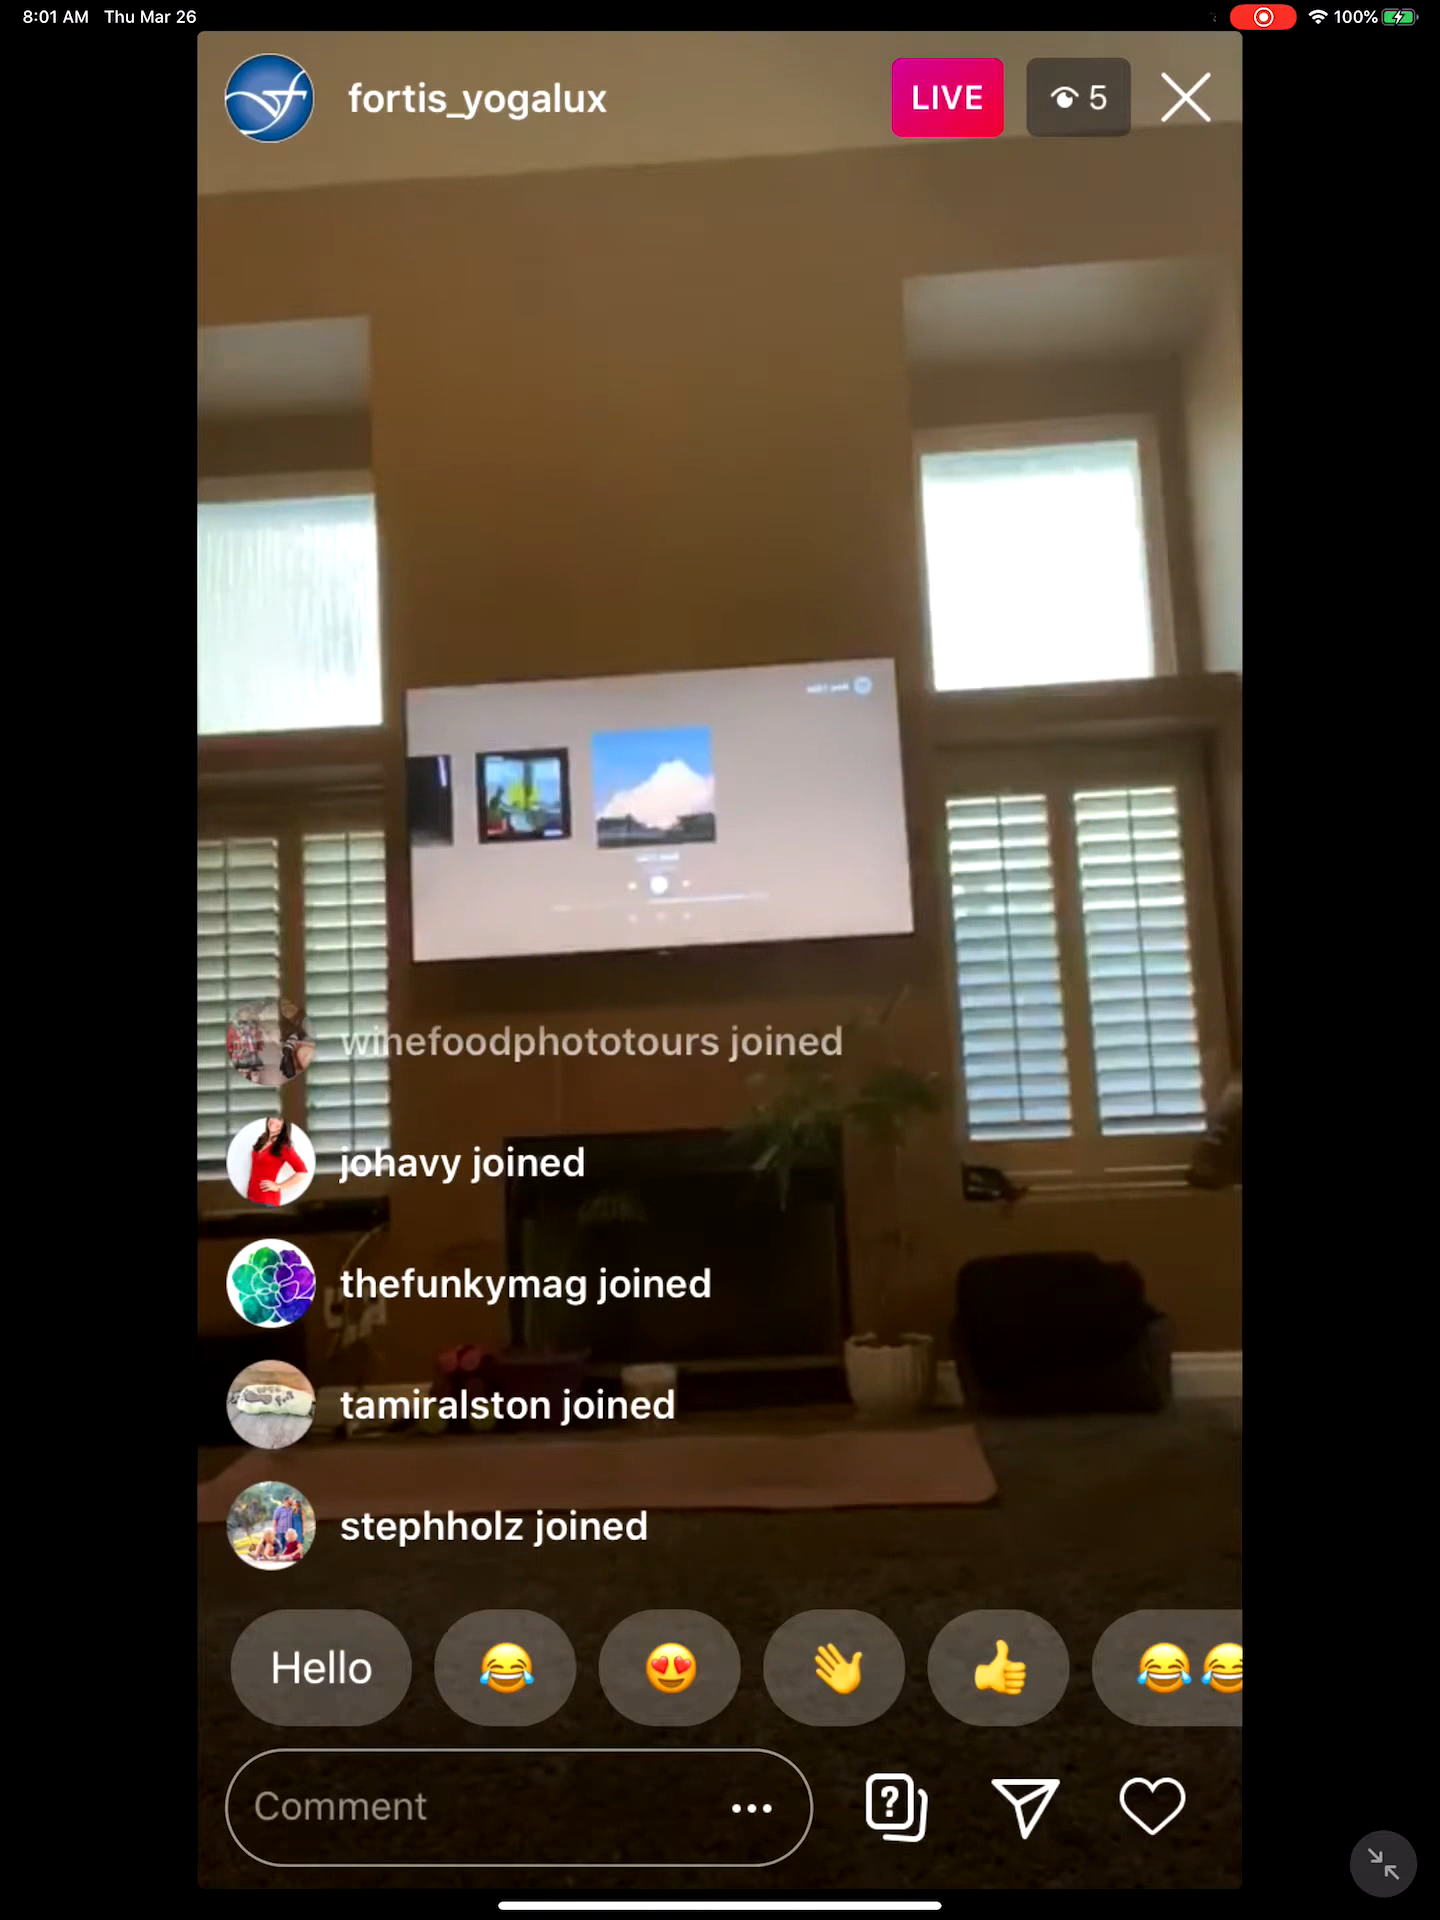 8:01 AM Thu Mar 26
100%
fortis_yogalux
LIVE
5
winefoodphototours joined
johavy joined
thefunkymag joined
tamiralston joined
stephholz joined
Hello
Comment